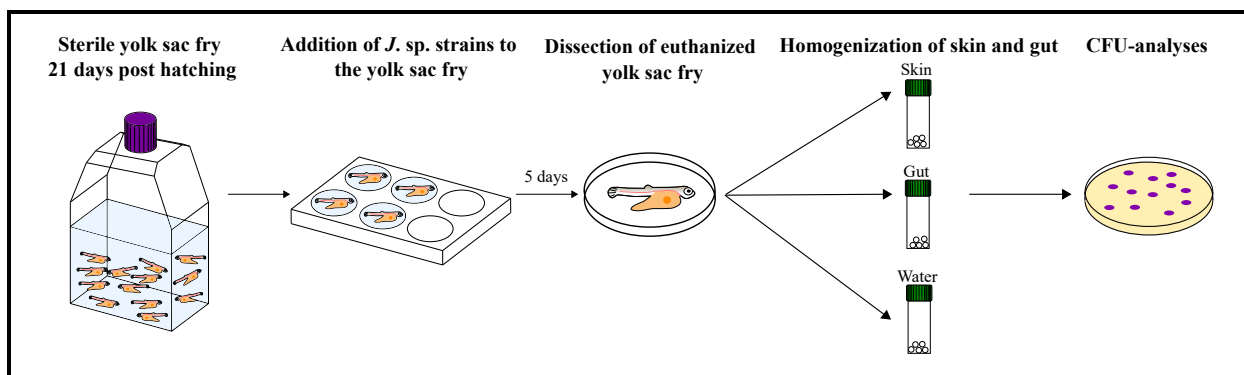 Sterile yolk sac fry
21 days post hatching
Addition of J. sp. strains to
the yolk sac fry
5 days
Dissection of euthanized
yolk sac fry
Homogenization of skin and gut
Skin
Gut
Water
CFU-analyses